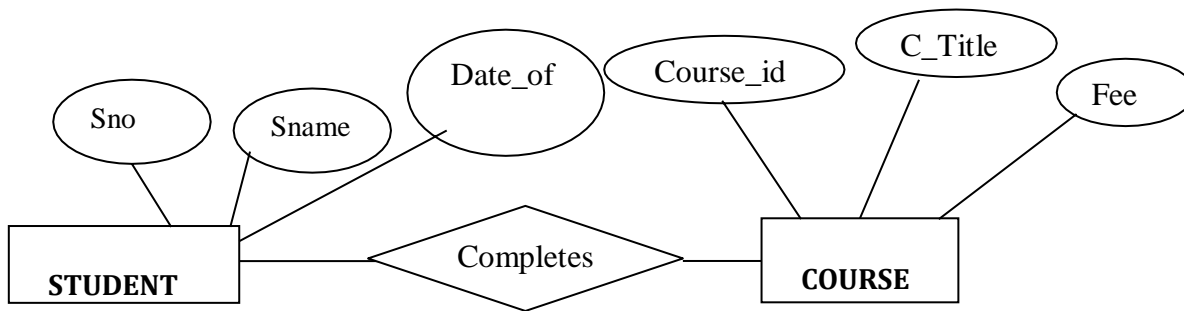 Sno
Sname
Date_of
Course_id
C_Title
Fee
STUDENT
Completes
COURSE